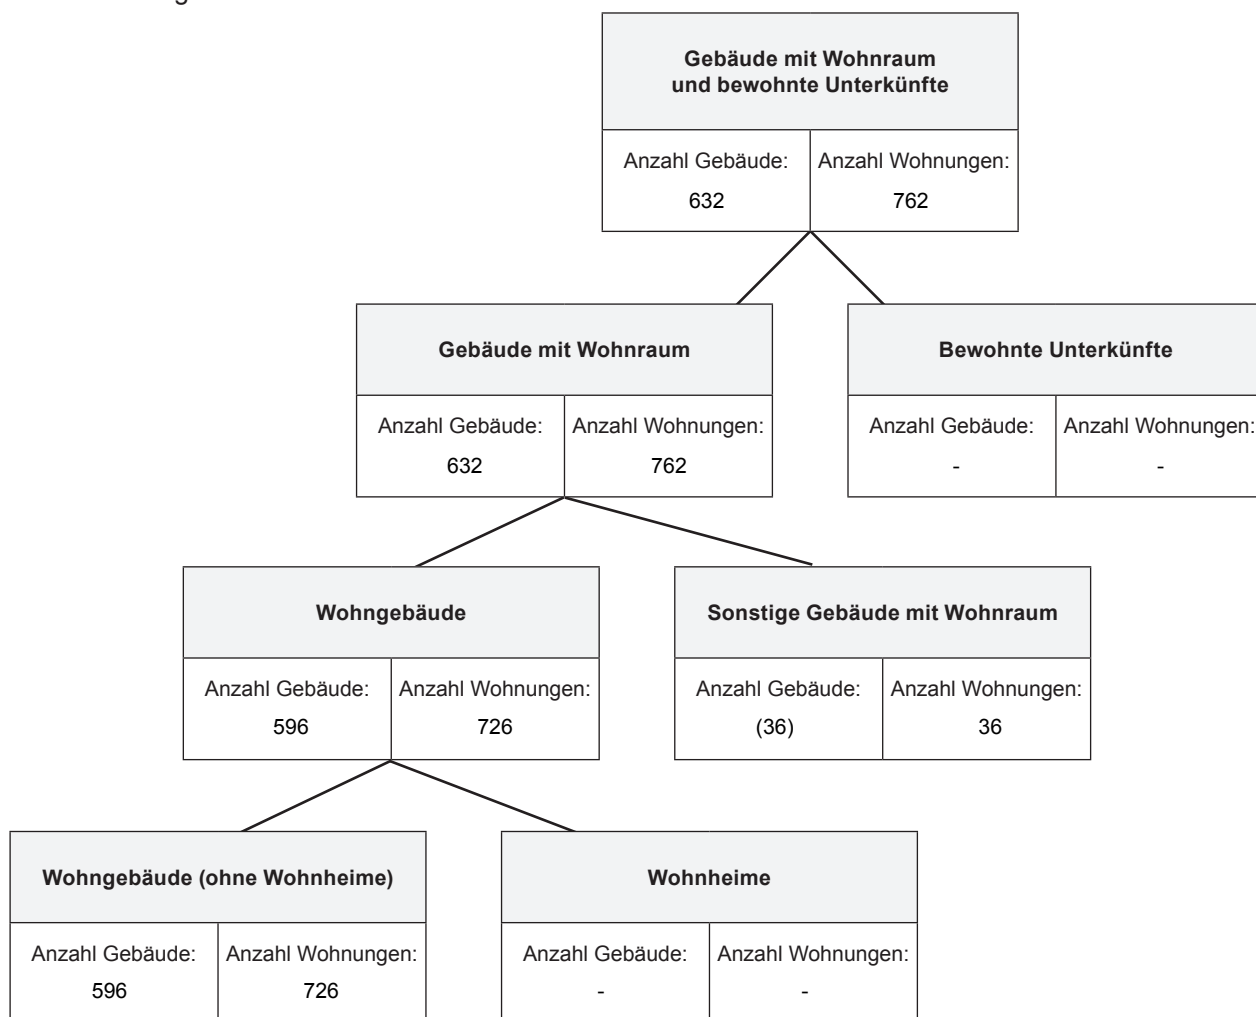 Gebäude mit Wohnraum
und bewohnte Unterkünfte
Anzahl Gebäude: Anzahl Wohnungen:
632 762
Gebäude mit Wohnraum Bewohnte Unterkünfte
Anzahl Gebäude: Anzahl Wohnungen: Anzahl Gebäude: Anzahl Wohnungen:
632 762 - -
Wohngebäude Sonstige Gebäude mit Wohnraum
Anzahl Gebäude: Anzahl Wohnungen: Anzahl Gebäude: Anzahl Wohnungen:
596 726 (36) 36
Wohngebäude (ohne Wohnheime) Wohnheime
Anzahl Gebäude: Anzahl Wohnungen: Anzahl Gebäude: Anzahl Wohnungen:
596 726 - -